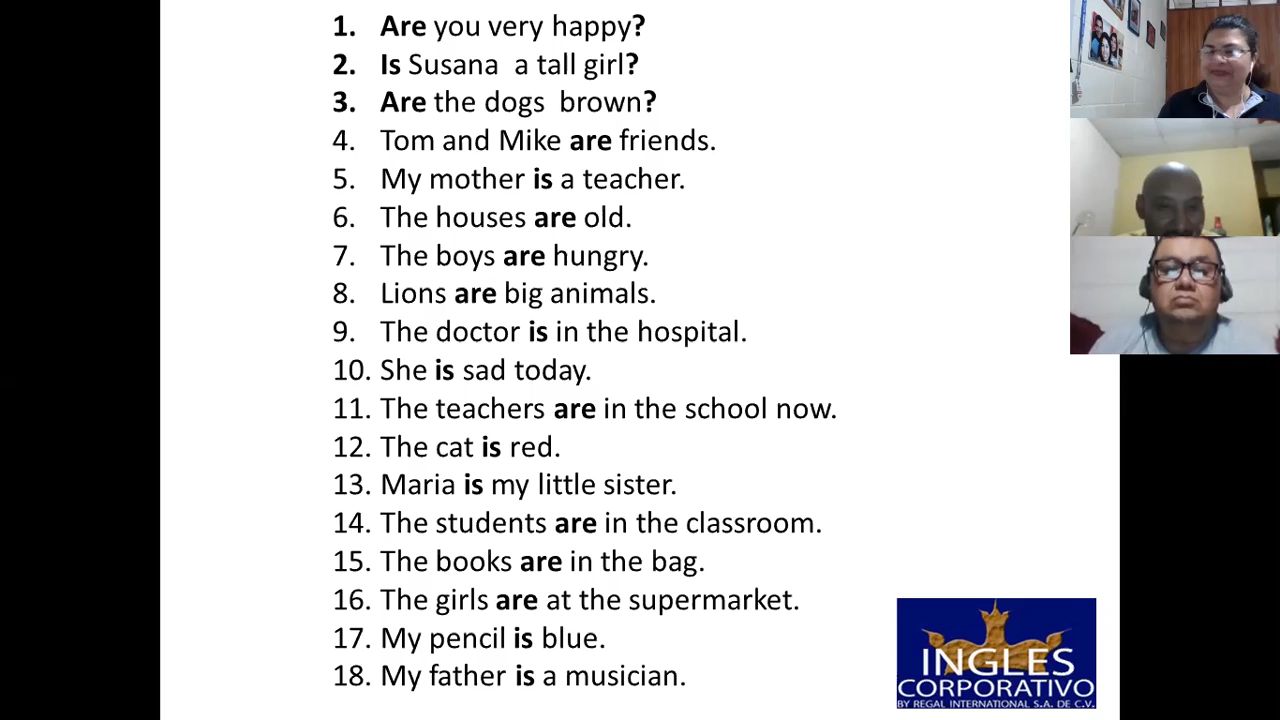 1. Are you very happy?
2. Is Susana a tall girl?
3. Are the dogs brown?
4. Tom and Mike are friends.
5. My mother is a teacher.
6. The houses are old.
7. The boys are hungry.
8. Lions are big animals.
9. The doctor is in the hospital.
10. She is sad today.
11. The teachers are in the school now.
12. The cat is red.
13. Maria is my little sister.
14. The students are in the classroom.
15. The books are in the bag.
16. The girls are at the supermarket.
17. My pencil is blue.
18. My father is a musician.
INGLES
CORPORATIVO
BY REGAL INTERNATIONAL S.A. DE C.V.